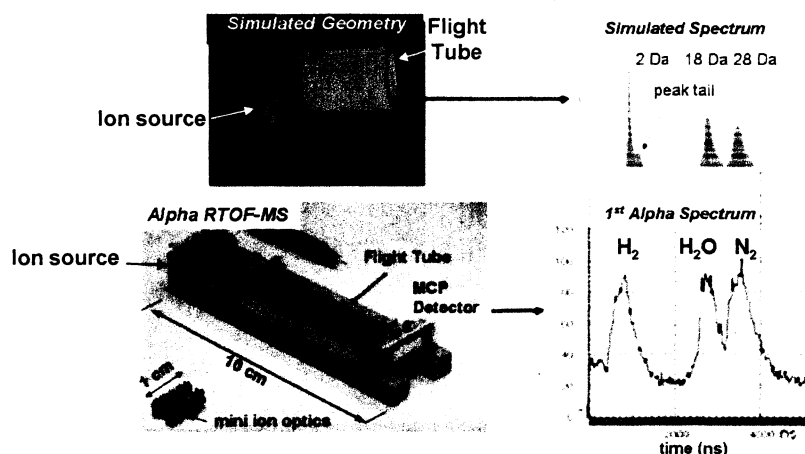 Simulated Geometry
Flight
Tube
Ion source
Simulated Spectrum
2 Da 18 Da 28 Da
peak tail
Alpha RTOF-MS
Ion source
Flight Tube
MCP
Detector
10 cm
1 cm
mini ion optics
1st Alpha Spectrum
H2 H2O N2
time (ns)